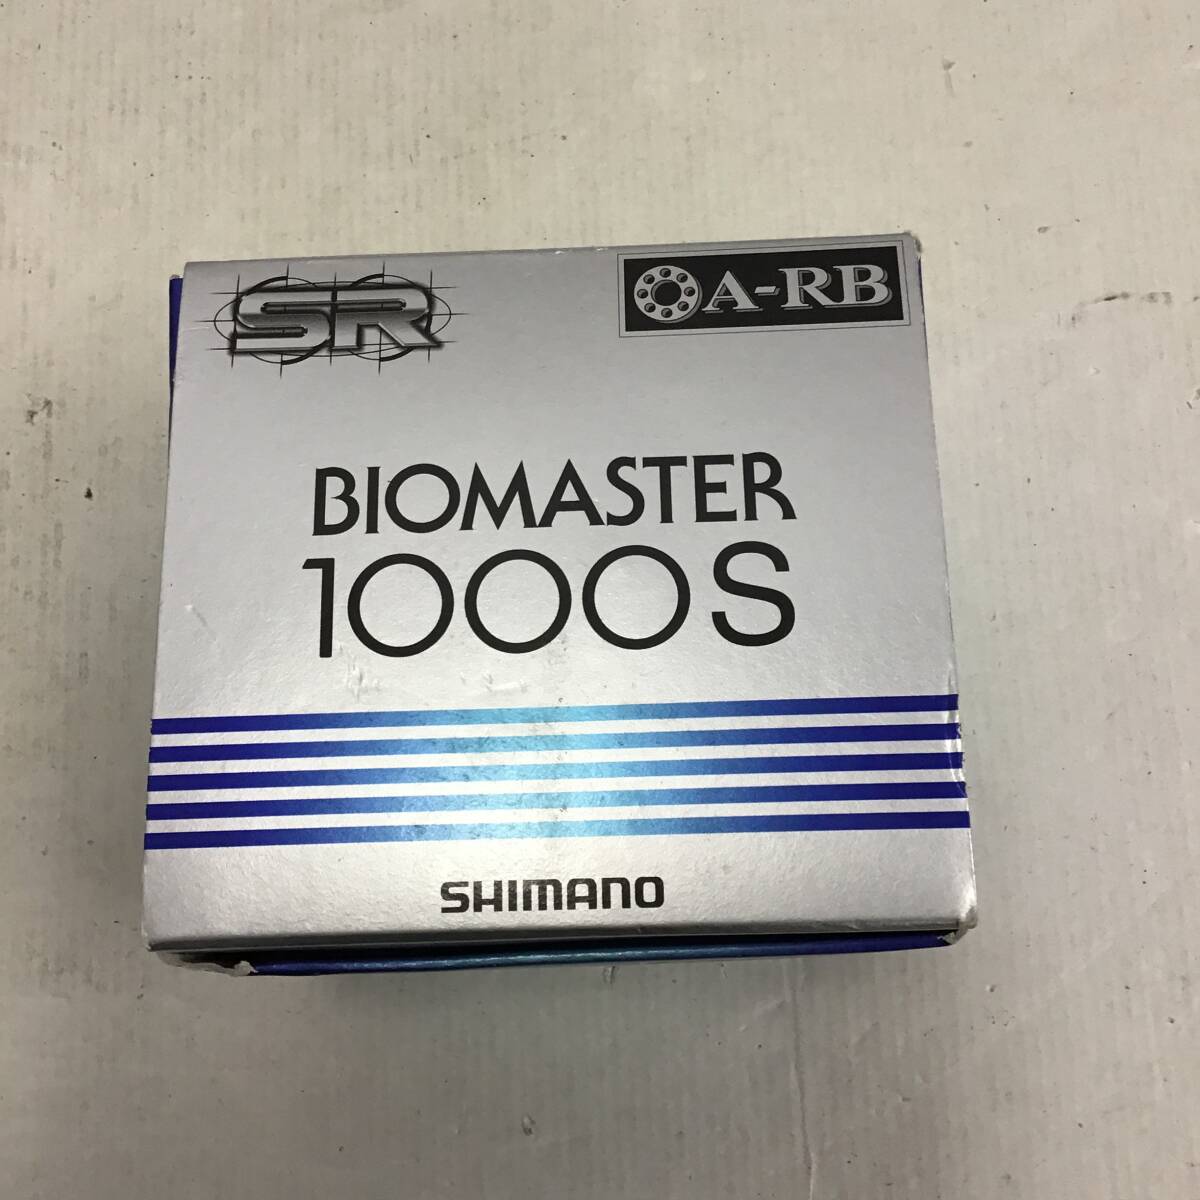 SR
A-RB
BIOMASTER
1000S
SHIMANO